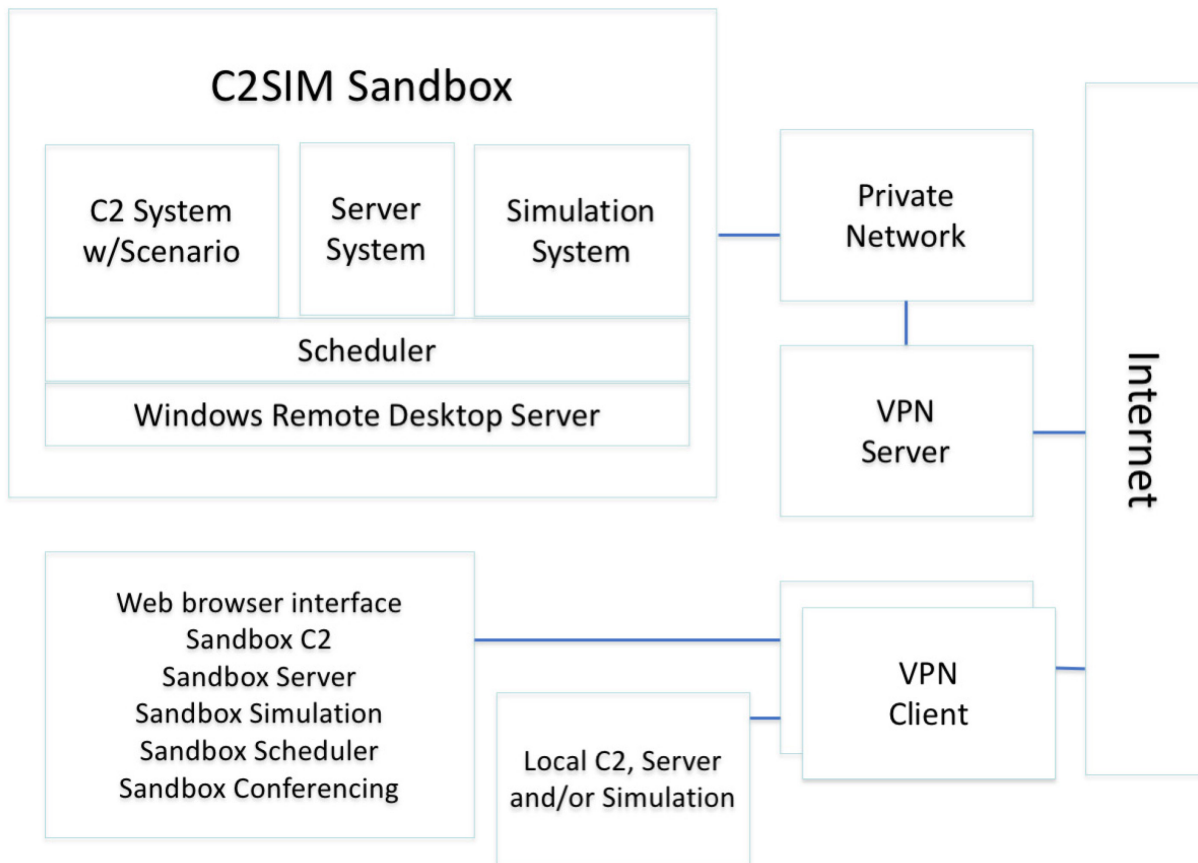 C2SIM Sandbox
C2 System
w/Scenario
Server
System
Simulation
System
Scheduler
Windows Remote Desktop Server
Private
Network
VPN
Server
Internet
Web browser interface
Sandbox C2
Sandbox Server
Sandbox Simulation
Sandbox Scheduler
Sandbox Conferencing
Local C2, Server
and/or Simulation
VPN
Client